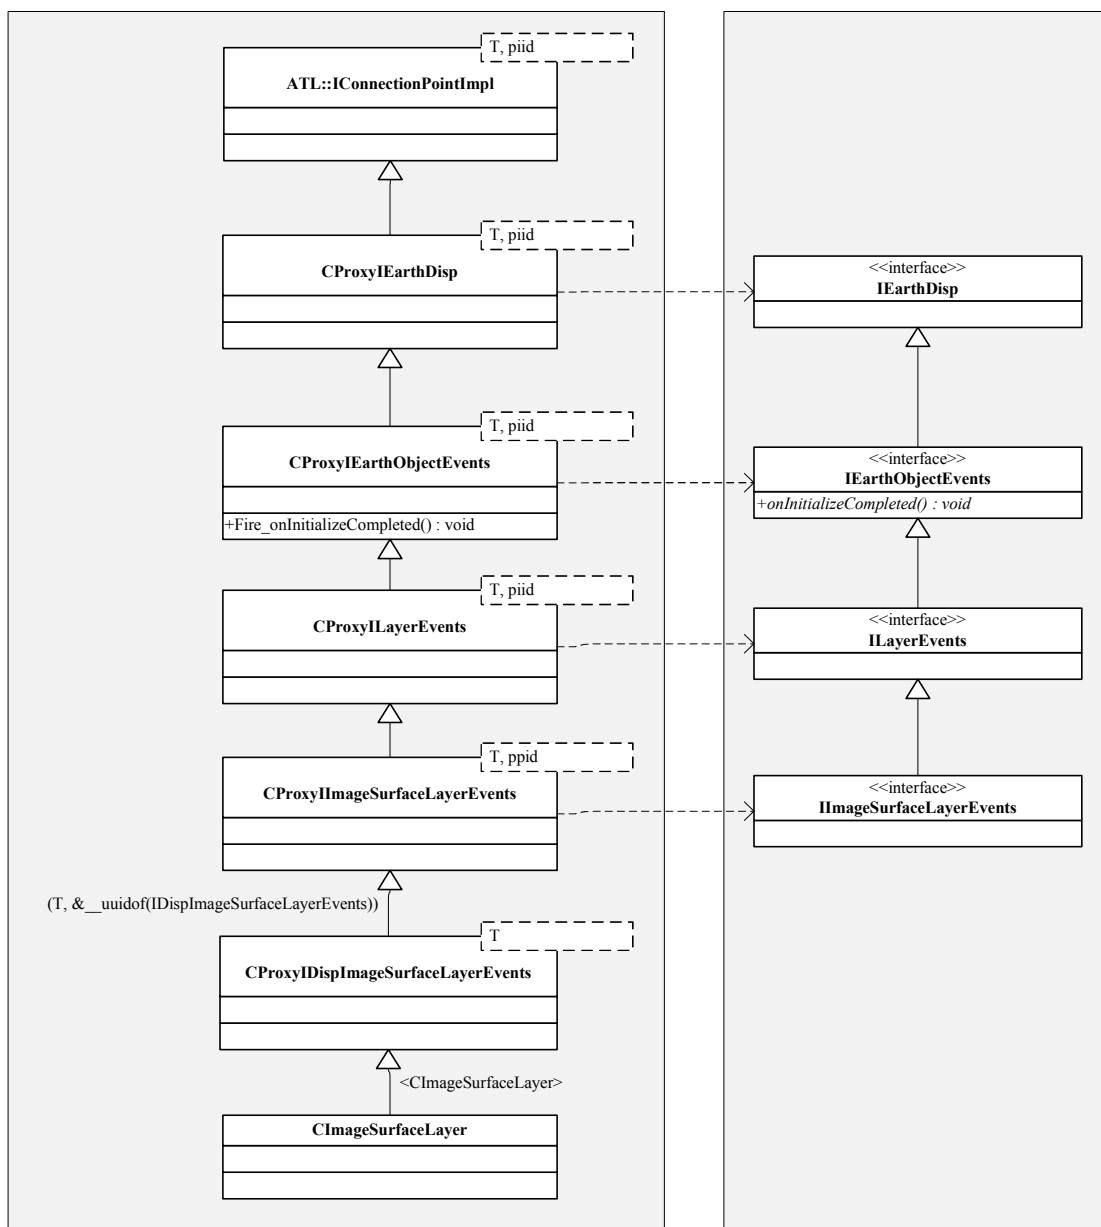 T, piid
ATL::IConnectionPointImpl
T, piid
CProxyIEarthDisp
<<interface>>
IEarthDisp
T, piid
CProxyIEarthObjectEvents
+Fire_onInitializeCompleted() : void
<<interface>>
IEarthObjectEvents
+onInitializeCompleted() : void
T, piid
CProxyILayerEvents
<<interface>>
ILayerEvents
T, ppid
CProxyIImageSurfaceLayerEvents
<<interface>>
IImageSurfaceLayerEvents
(T, &__uuidof(IDispImageSurfaceLayerEvents))
T
CProxyIDispImageSurfaceLayerEvents
<CImageSurfaceLayer>
CImageSurfaceLayer